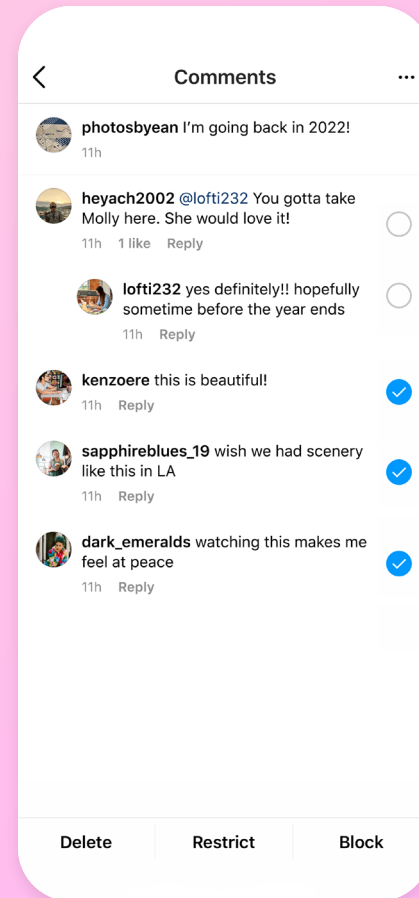 Comments
photosbyean I'm going back in 2022!
11h
heyach2002 @lofti232 You gotta take
Molly here. She would love it!
11h 1 like Reply
lofti232 yes definitely!! hopefully
sometime before the year ends
11h Reply
kenzoere this is beautiful!
11h Reply
sapphireblues_19 wish we had scenery
like this in LA
11h Reply
dark_emeralds watching this makes me
feel at peace
11h Reply
Delete Restrict Block